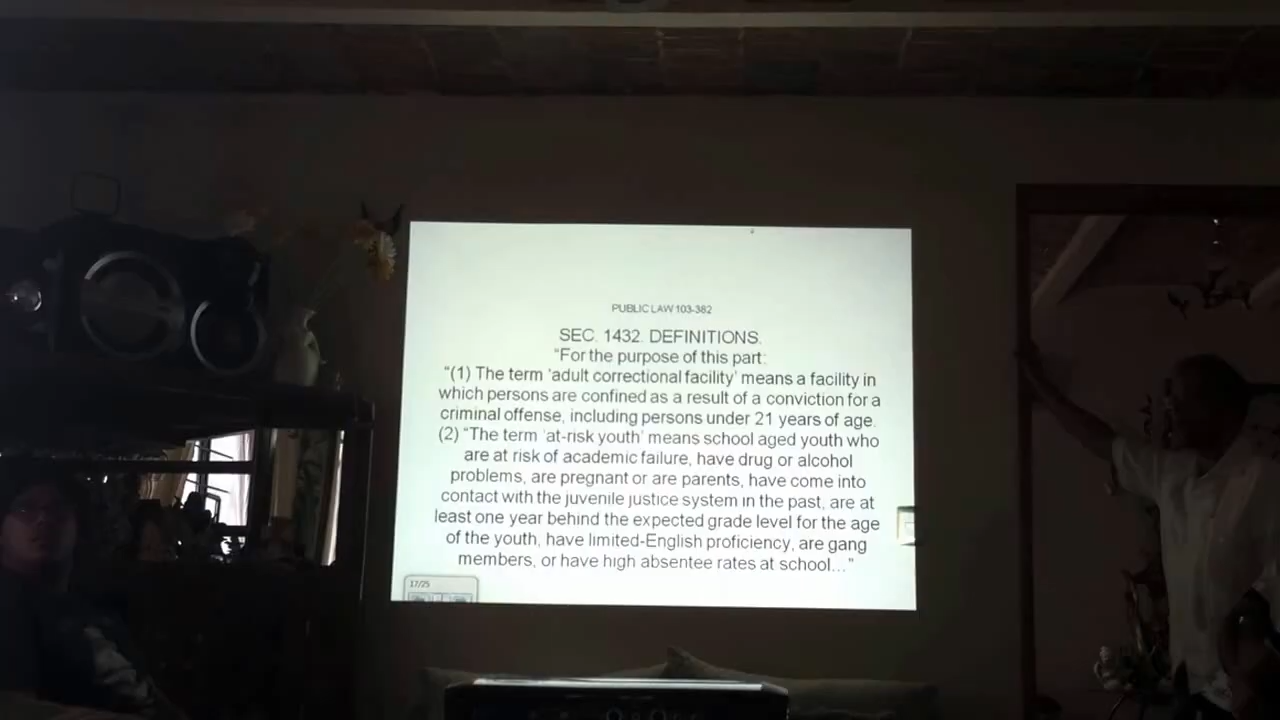 PUBLIC LAW 103-382
SEC. 1432. DEFINITIONS.
"For the purpose of this part:
"(1) The term 'adult correctional facility' means a facility in
which persons are confined as a result of a conviction for a
criminal offense, including persons under 21 years of age.
(2) "The term 'at-risk youth' means school aged youth who
are at risk of academic failure, have drug or alcohol
problems, are pregnant or are parents, have come into
contact with the juvenile justice system in the past, are at
least one year behind the expected grade level for the age
of the youth, have limited-English proficiency, are gang
members, or have high absentee rates at school..."
17/25